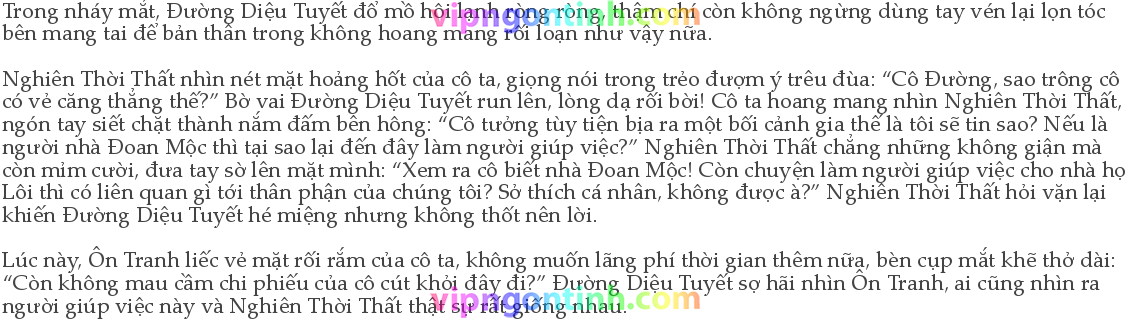 Trong nháy mắt, Đường Diệu Tuyết đổ mồ hôi lạnh ròng ròng, thậm chí còn không ngừng dùng tay vén lại lọn tóc
vipngontinh.com
bên mang tai để bản thân trong không hoang mang rối loạn như vậy nữa.
Nghiên Thời Thất nhìn nét mặt hoảng hốt của cô ta, giọng nói trong trẻo đượm ý trêu đùa: “Cô Đường, sao trông cô
có vẻ căng thẳng thế?” Bờ vai Đường Diệu Tuyết run lên, lòng dạ rối bời! Cô ta hoang mang nhìn Nghiên Thời Thất,
ngón tay siết chặt thành nắm đấm bên hông: “Cô tưởng tùy tiện bịa ra một bối cảnh gia thế là tôi sẽ tin sao? Nếu là
người nhà Đoan Mộc thì tại sao lại đến đây làm người giúp việc?” Nghiên Thời Thất chẳng những không giận mà
còn mỉm cười, đưa tay sờ lên mặt mình: “Xem ra cô biết nhà Đoan Mộc! Còn chuyện làm người giúp việc cho nhà họ
Lôi thì có liên quan gì tới thân phận của chúng tôi? Sở thích cá nhân, không được à?” Nghiên Thời Thất hỏi vặn lại
khiến Đường Diệu Tuyết hé miệng nhưng không thốt nên lời.
Lúc này, Ôn Tranh liếc vẻ mặt rối rắm của cô ta, không muốn lãng phí thời gian thêm nữa, bèn cụp mắt khẽ thở dài:
“Còn không mau cầm chi phiếu của cô cút khỏi đây đi?” Đường Diệu Tuyết sợ hãi nhìn Ôn Tranh, ai cũng nhìn ra
người giúp việc này và Nghiên Thời Thất thật sự rất giống nhau.
vipngontinh.com